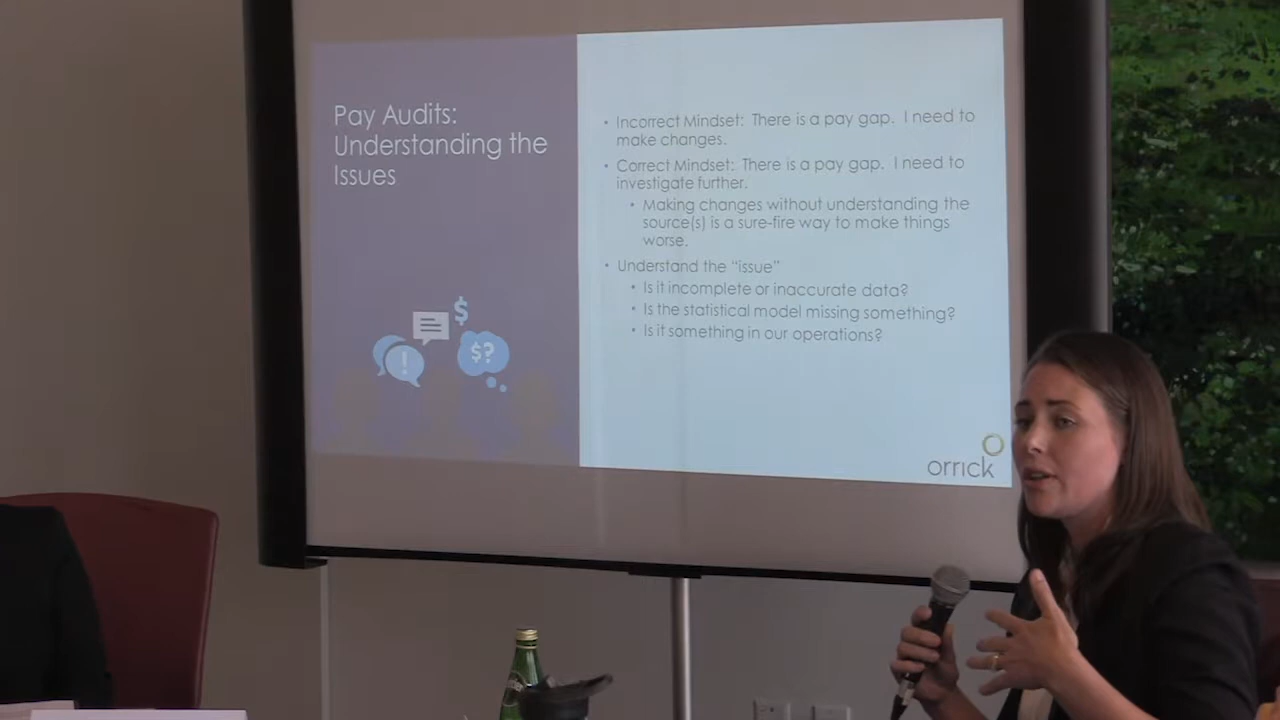 Pay Audits:
Understanding the
Issues
• Incorrect Mindset: There is a pay gap. I need to
make changes.
• Correct Mindset: There is a pay gap. I need to
investigate further.
• Making changes without understanding the
source(s) is a sure-fire way to make things
worse.
• Understand the “issue”
• Is it incomplete or inaccurate data?
• Is the statistical model missing something?
• Is it something in our operations?
$
!
$?
orrick